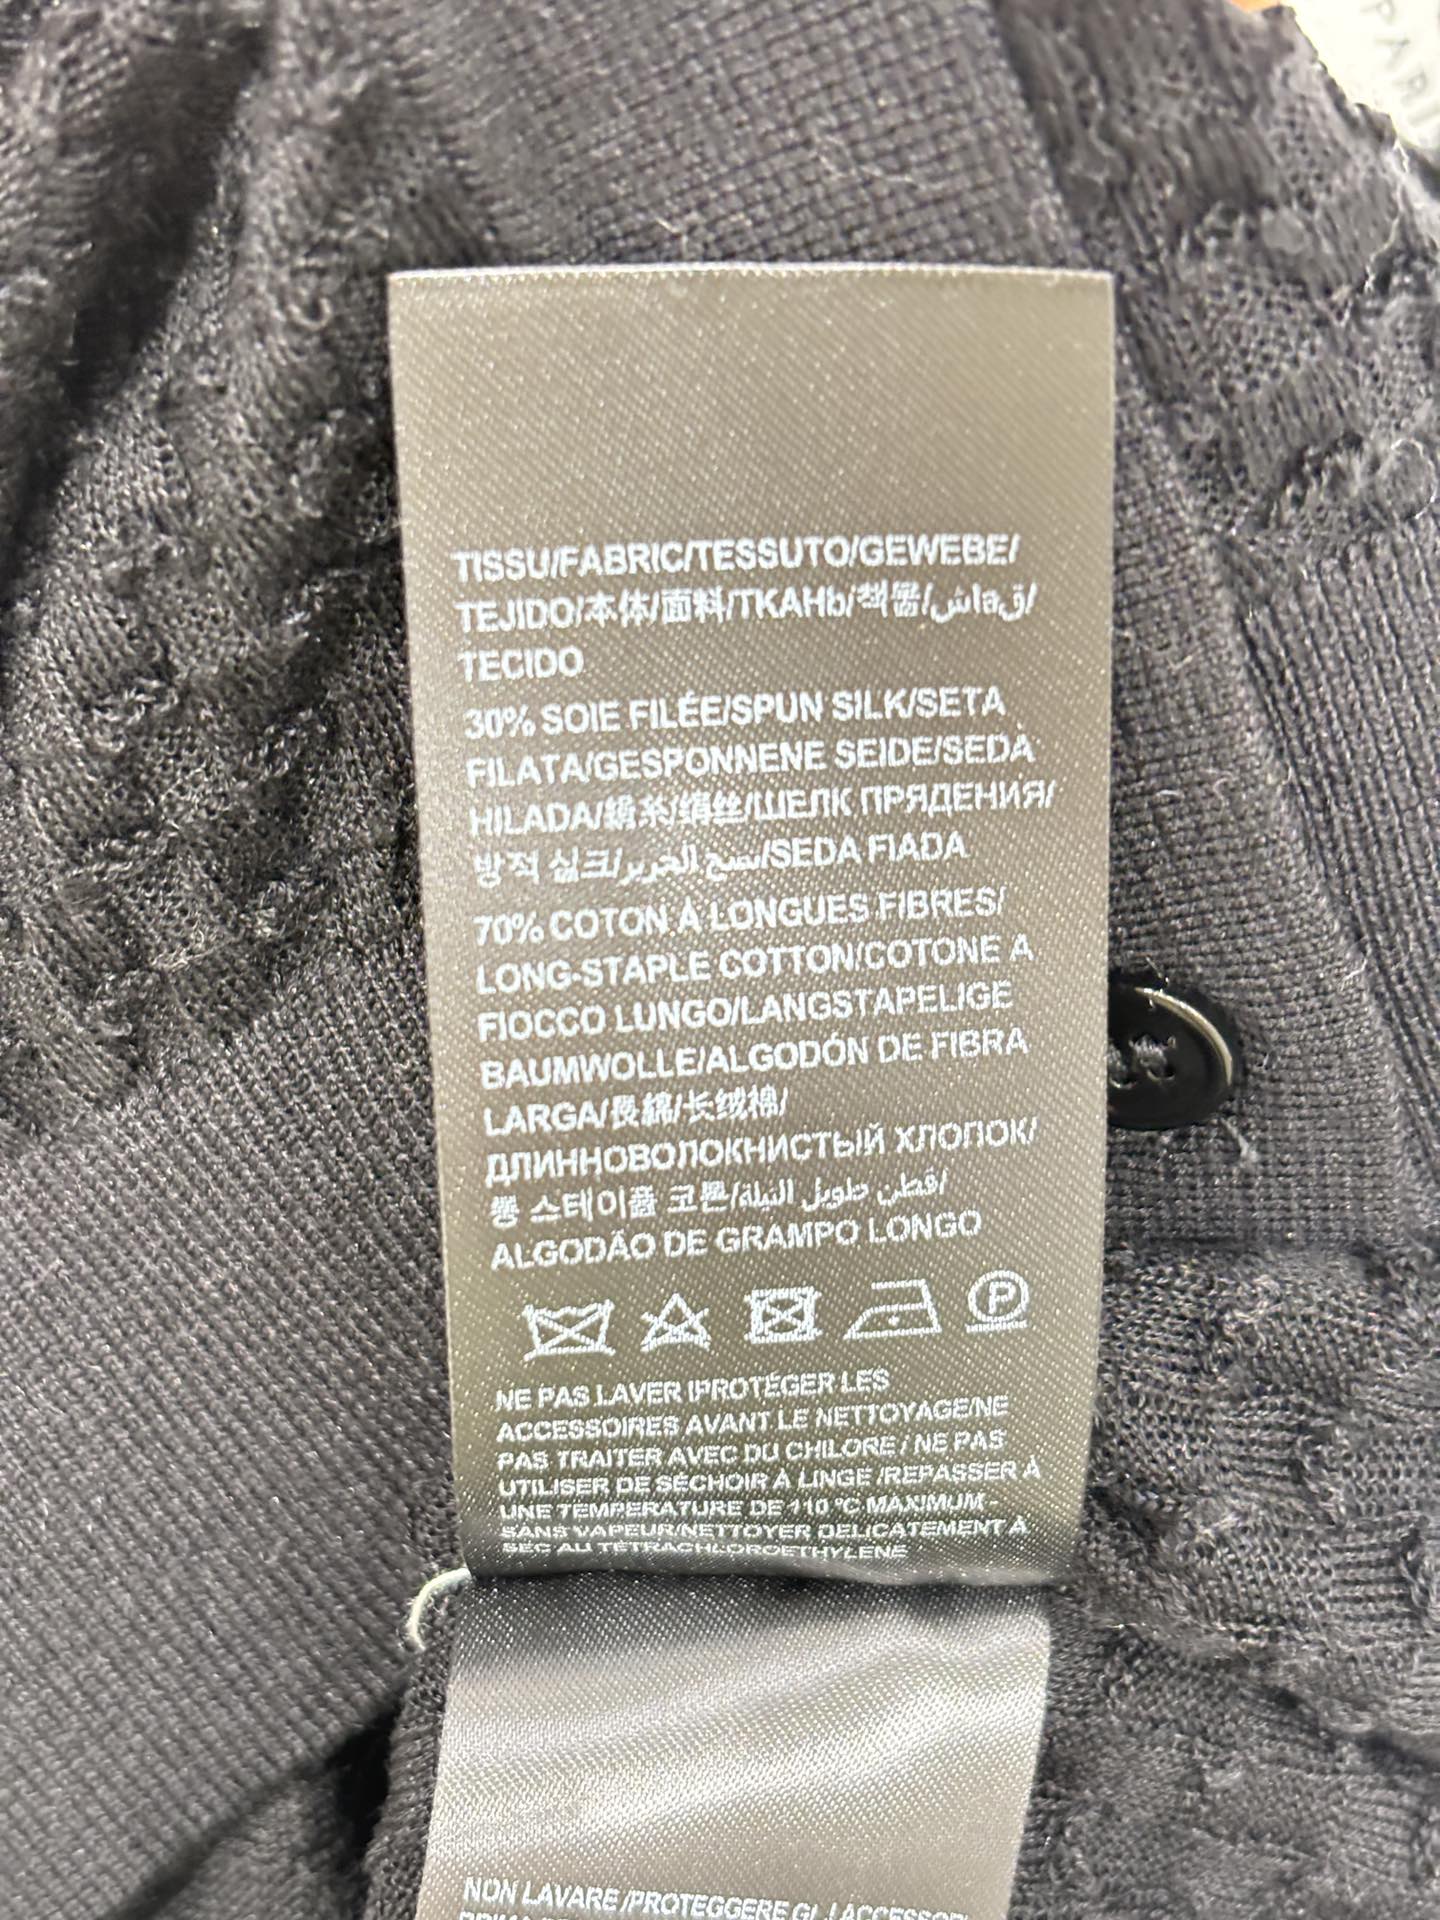 PARI
TISSU/FABRIC/TESSUTO/GEWEBE/
TEJIDO/本体/面料/TKAHb/
TECIDO
30% SOIE FILÉE/SPUN SILK/SETA
FILATA/GESPONNENE SEIDE/SEDA
HILADA/絹糸/绢丝/ШЕЛК ПРЯДЕНИЯ/
방적 실크/نسج الحرير/SEDA FIADA
70% COTON À LONGUES FIBRES/
LONG-STAPLE COTTON/COTONE A
FIOCCO LUNGO/LANGSTAPELIGE
BAUMWOLLE/ALGODÓN DE FIBRA
LARGA/長綿/长绒棉/
ДЛИННОВОЛОКНИСТЫЙ ХЛОПОК/
롱 스테이플 코튼/قطن طويل التيلة/
ALGODÃO DE GRAMPO LONGO
P
NE PAS LAVER /PROTÉGER LES
ACCESSOIRES AVANT LE NETTOYAGE/NE
PAS TRAITER AVEC DU CHILORE / NE PAS
UTILISER DE SÉCHOIR À LINGE /REPASSER À
UNE TEMPÉRATURE DE 110 °C MAXIMUM -
SANS VAPEUR/NETTOYER DÉLICATEMENT À
SEC AU TÉTRACHLOROÉTHYLÈNE
NON LAVARE /PROTEGGERE GLI ACCESSORI